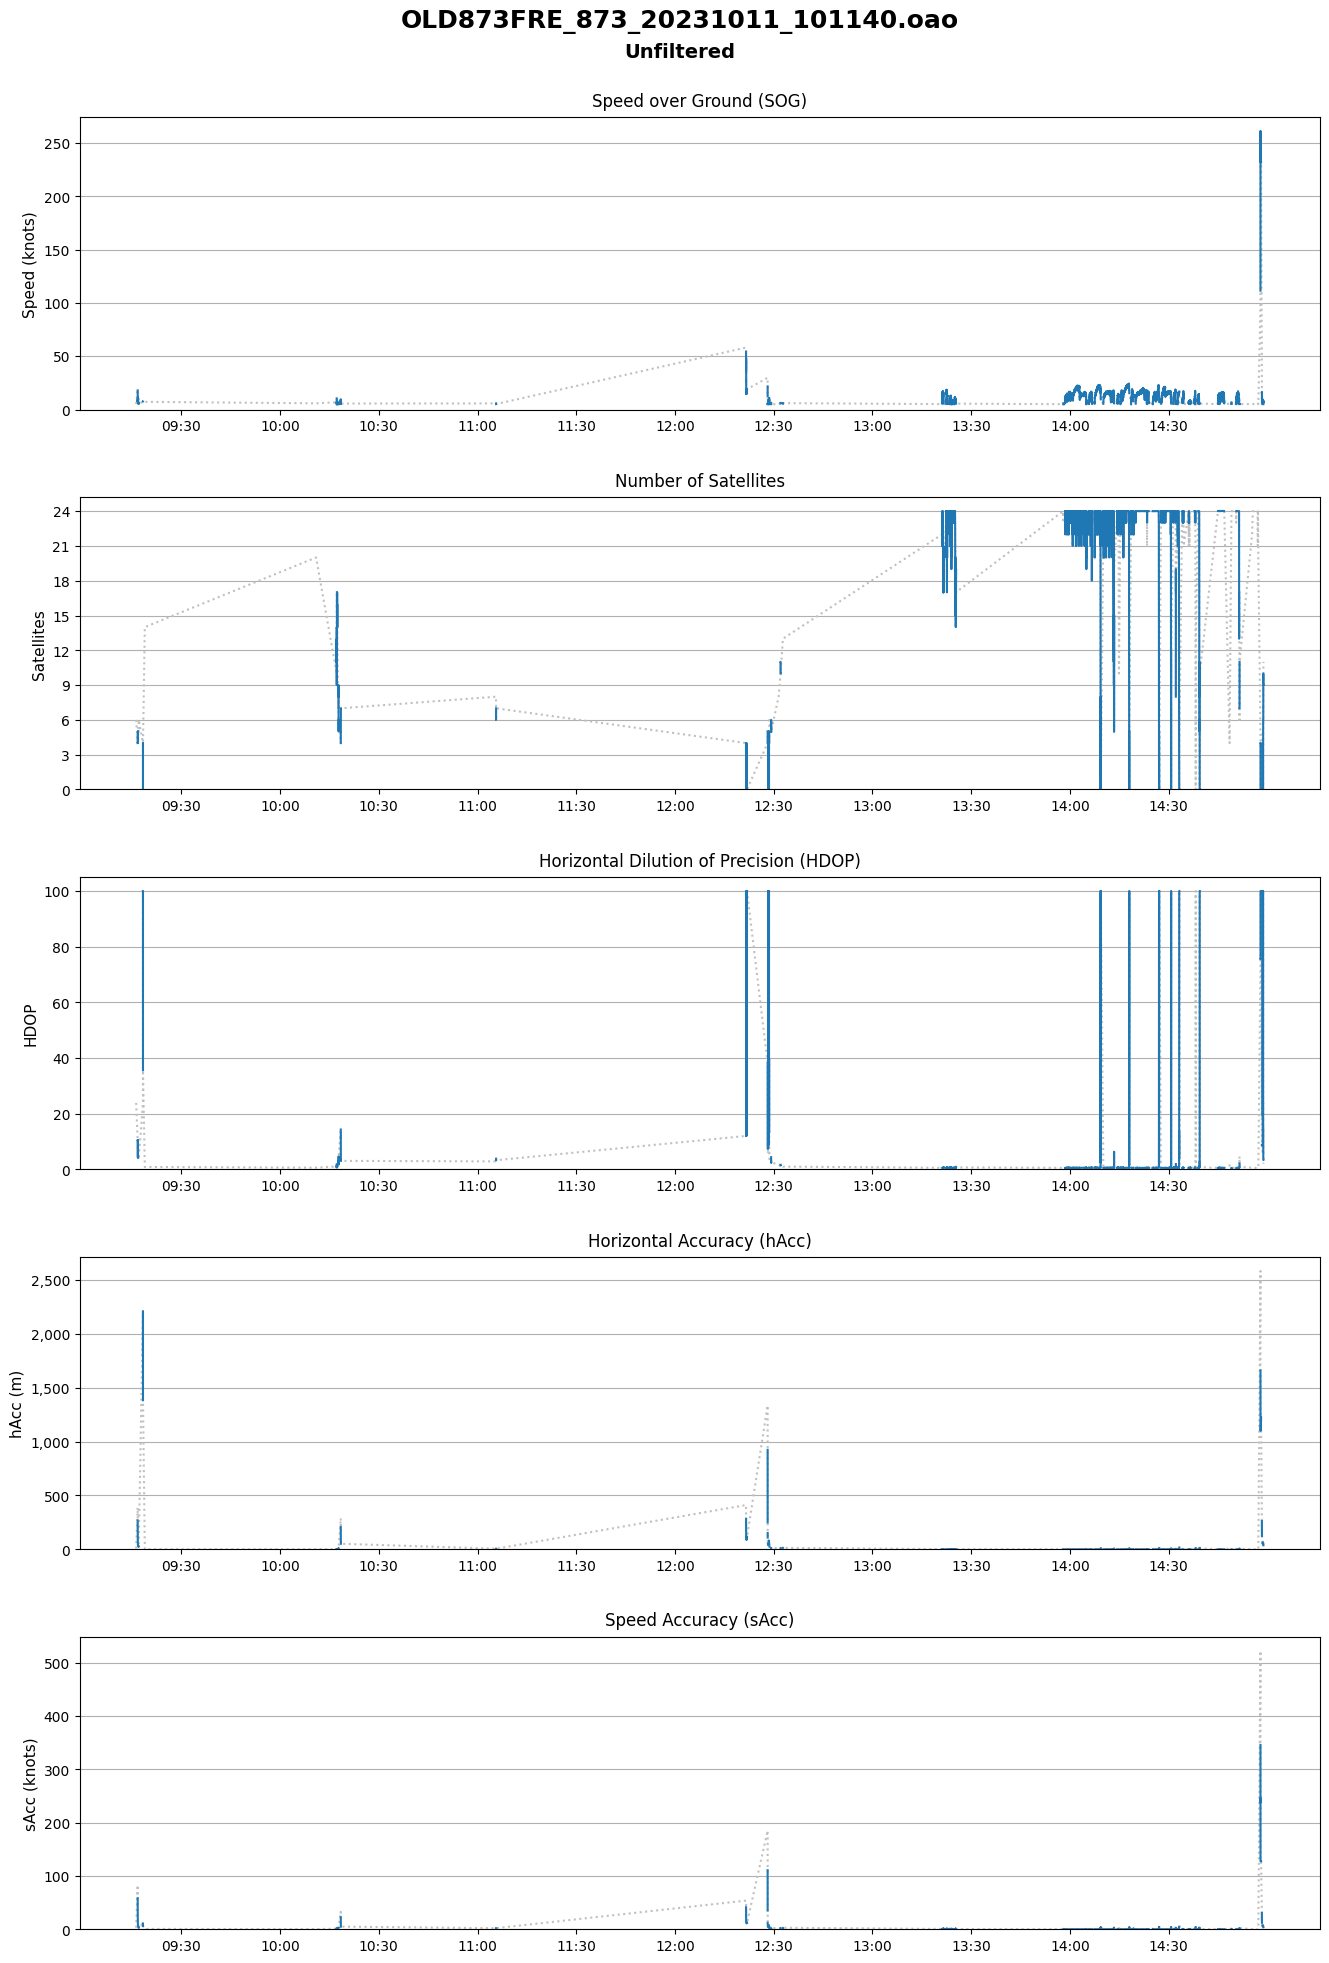 OLD873FRE_873_20231011_101140.oao
Unfiltered
Speed over Ground (SOG)
Speed (knots)
250
200
150
100
50
0
09:30 10:00 10:30 11:00 11:30 12:00 12:30 13:00 13:30 14:00 14:30
Number of Satellites
Satellites
24
21
18
15
12
9
6
3
0
09:30 10:00 10:30 11:00 11:30 12:00 12:30 13:00 13:30 14:00 14:30
Horizontal Dilution of Precision (HDOP)
HDOP
100
80
60
40
20
0
09:30 10:00 10:30 11:00 11:30 12:00 12:30 13:00 13:30 14:00 14:30
Horizontal Accuracy (hAcc)
hAcc (m)
2,500
2,000
1,500
1,000
500
0
09:30 10:00 10:30 11:00 11:30 12:00 12:30 13:00 13:30 14:00 14:30
Speed Accuracy (sAcc)
sAcc (knots)
500
400
300
200
100
0
09:30 10:00 10:30 11:00 11:30 12:00 12:30 13:00 13:30 14:00 14:30